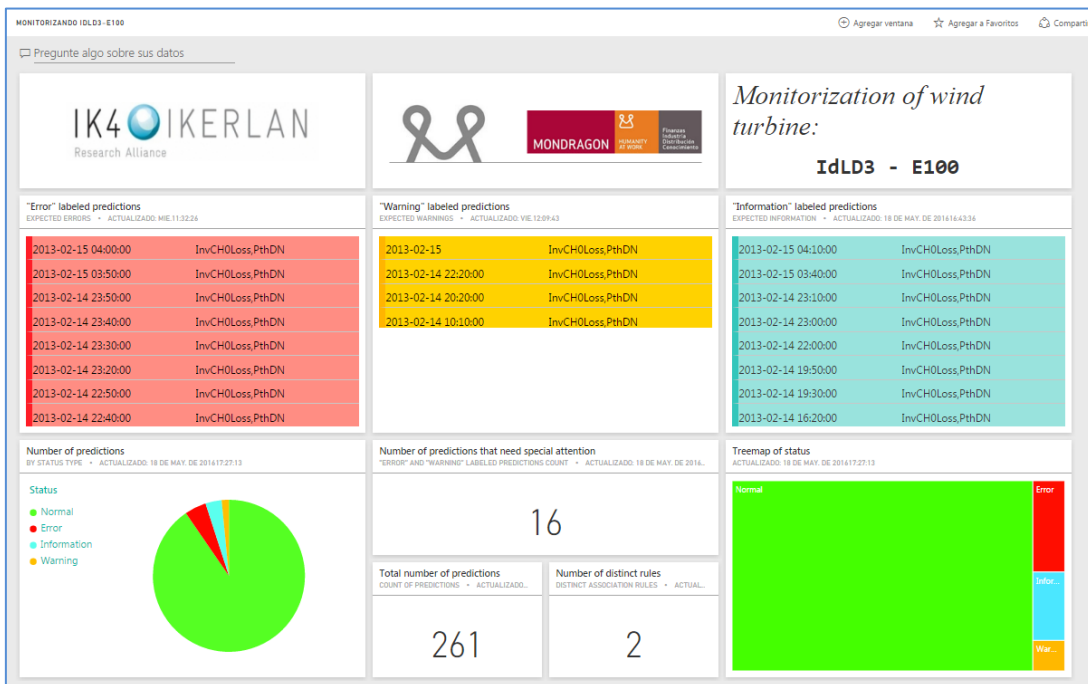 MONITORIZANDO IDLD3-E100
Agregar ventana
Agregar a Favoritos
Comparti
Pregunte algo sobre sus datos
IK4 IKERLAN
Research Alliance
MONDRAGON
HUMANITY
AT WORK
Finanzas
Industria
Distribución
Conocimiento
Monitorization of wind
turbine:
IdLD3 - E100
"Error" labeled predictions
EXPECTED ERRORS • ACTUALIZADO: MIE.11:32:26
2013-02-15 04:00:00 InvCH0Loss,PthDN
2013-02-15 03:50:00 InvCH0Loss,PthDN
2013-02-14 23:50:00 InvCH0Loss,PthDN
2013-02-14 23:40:00 InvCH0Loss,PthDN
2013-02-14 23:30:00 InvCH0Loss,PthDN
2013-02-14 23:20:00 InvCH0Loss,PthDN
2013-02-14 22:50:00 InvCH0Loss,PthDN
2013-02-14 22:40:00 InvCH0Loss,PthDN
"Warning" labeled predictions
EXPECTED WARNINGS • ACTUALIZADO: VIE.12:09:43
2013-02-15 InvCH0Loss,PthDN
2013-02-14 22:20:00 InvCH0Loss,PthDN
2013-02-14 20:20:00 InvCH0Loss,PthDN
2013-02-14 10:10:00 InvCH0Loss,PthDN
"Information" labeled predictions
EXPECTED INFORMATION • ACTUALIZADO: 18 DE MAY. DE 201616:43:36
2013-02-15 04:10:00 InvCH0Loss,PthDN
2013-02-15 03:40:00 InvCH0Loss,PthDN
2013-02-14 23:10:00 InvCH0Loss,PthDN
2013-02-14 23:00:00 InvCH0Loss,PthDN
2013-02-14 22:00:00 InvCH0Loss,PthDN
2013-02-14 19:50:00 InvCH0Loss,PthDN
2013-02-14 19:30:00 InvCH0Loss,PthDN
2013-02-14 16:20:00 InvCH0Loss,PthDN
Number of predictions
BY STATUS TYPE • ACTUALIZADO: 18 DE MAY. DE 201617:27:13
Status
Normal
Error
Information
Warning
Number of predictions that need special attention
"ERROR" AND "WARNING" LABELED PREDICTIONS COUNT • ACTUALIZADO: 18 DE MAY. DE 2016...
16
Total number of predictions
COUNT OF PREDICTIONS • ACTUALIZADO...
261
Number of distinct rules
DISTINCT ASSOCIATION RULES • ACTUAL...
2
Treemap of status
ACTUALIZADO: 18 DE MAY. DE 201617:27:13
Normal
Error
Infor...
War...